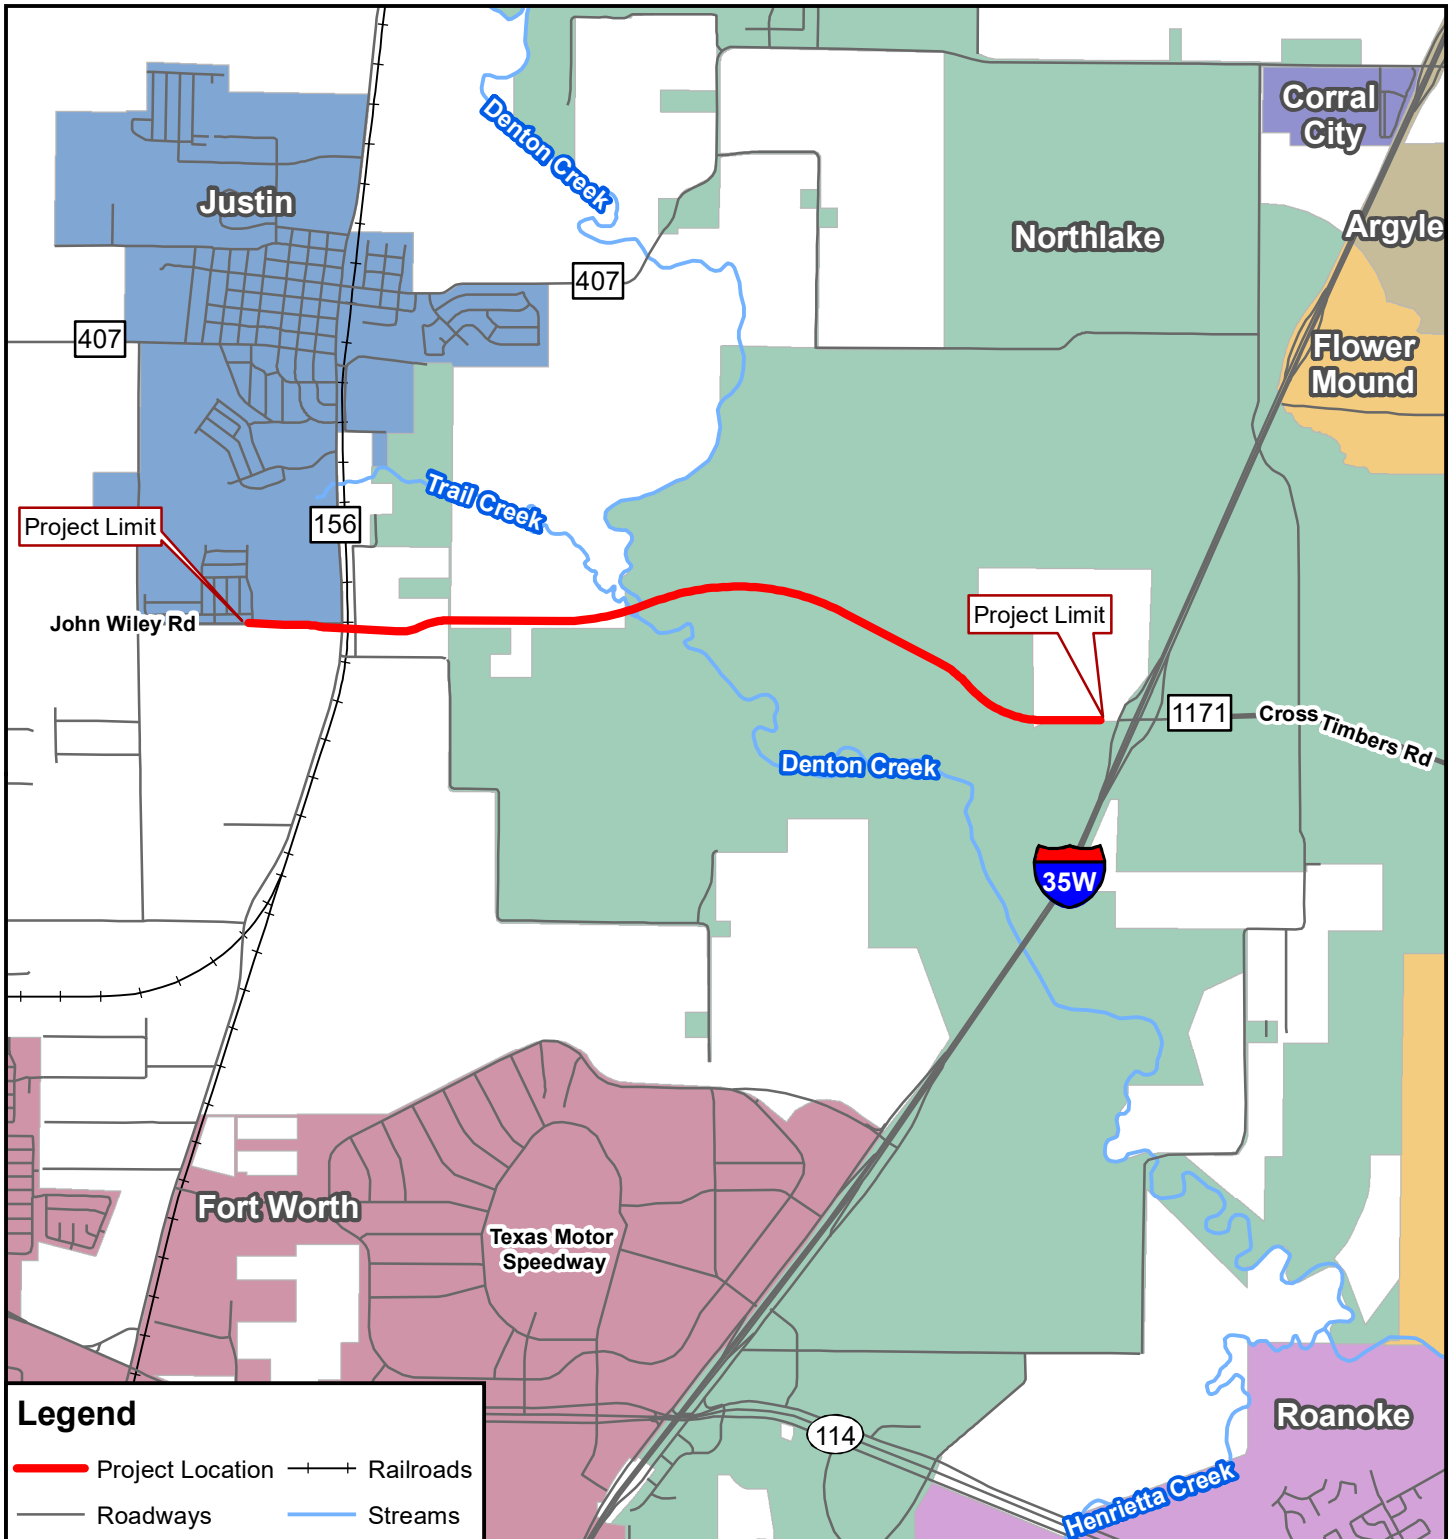 Corral
City
Denton Creek
Justin
Northlake
Argyle
407
407
Flower
Mound
Trail Creek
Project Limit
156
John Wiley Rd
Project Limit
1171
Cross Timbers Rd
Denton Creek
35W
Fort Worth
Texas Motor
Speedway
Legend
Project Location
Railroads
Roadways
Streams
114
Roanoke
Henrietta Creek